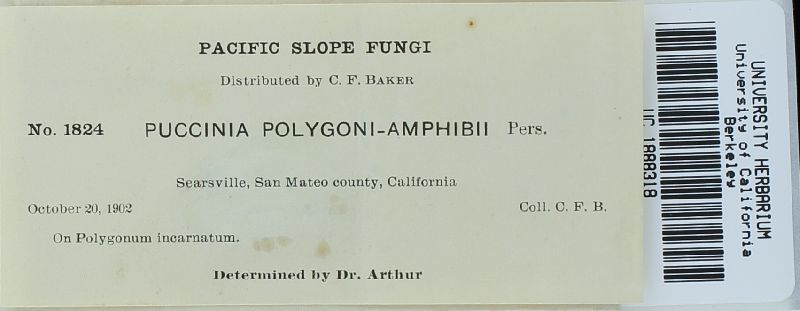 PACIFIC SLOPE FUNGI
Distributed by C. F. BAKER
No. 1824 PUCCINIA POLYGONI-AMPHIBII Pers.
Searsville, San Mateo county, California
October 20, 1902 Coll. C. F. B.
On Polygonum incarnatum.
Determined by Dr. Arthur
UNIVERSITY HERBARIUM
University of California
Berkeley
UC 1888318